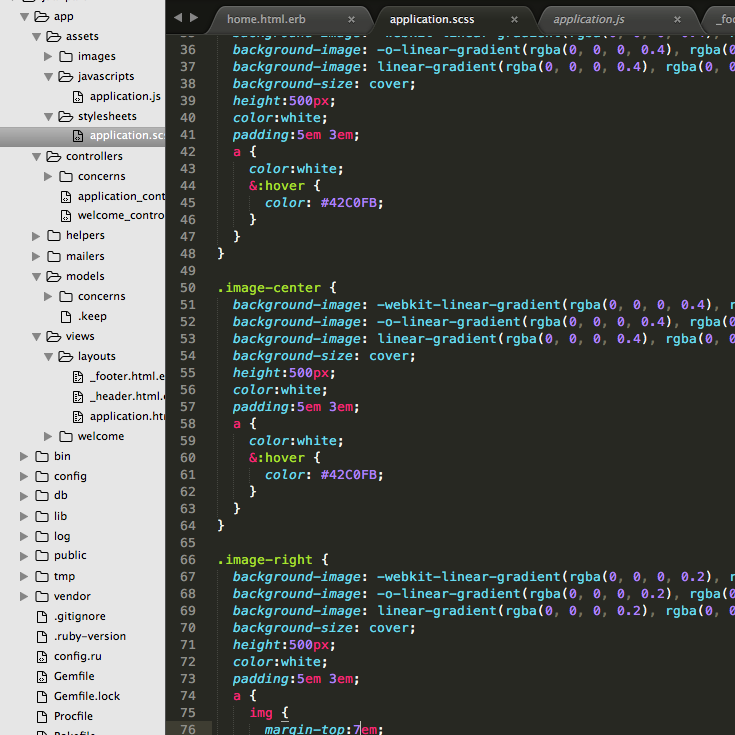 app
assets
images
javascripts
application.js
stylesheets
application.sc
controllers
concerns
application_cont
welcome_contro
helpers
mailers
models
concerns
.keep
views
layouts
_footer.html.e
_header.html.
application.htm
welcome
bin
config
db
lib
log
public
tmp
vendor
.gitignore
.ruby-version
config.ru
Gemfile
Gemfile.lock
Procfile
home.html.erb × application.scss × application.js × _foo
36 background-image: -o-linear-gradient(rgba(0, 0, 0, 0.4), rgba(0
37 background-image: linear-gradient(rgba(0, 0, 0, 0.4), rgba(0, 0
38 background-size: cover;
39 height:500px;
40 color:white;
41 padding:5em 3em;
42 a {
43 color:white;
44 &:hover {
45 color: #42C0FB;
46 }
47 }
48 }
49
50 .image-center {
51 background-image: -webkit-linear-gradient(rgba(0, 0, 0, 0.4), r
52 background-image: -o-linear-gradient(rgba(0, 0, 0, 0.4), rgba(0
53 background-image: linear-gradient(rgba(0, 0, 0, 0.4), rgba(0, 0
54 background-size: cover;
55 height:500px;
56 color:white;
57 padding:5em 3em;
58 a {
59 color:white;
60 &:hover {
61 color: #42C0FB;
62 }
63 }
64 }
65
66 .image-right {
67 background-image: -webkit-linear-gradient(rgba(0, 0, 0, 0.2), r
68 background-image: -o-linear-gradient(rgba(0, 0, 0, 0.2), rgba(0
69 background-image: linear-gradient(rgba(0, 0, 0, 0.2), rgba(0, 0
70 background-size: cover;
71 height:500px;
72 color:white;
73 padding:5em 3em;
74 a {
75 img {
76 margin-top:7em;